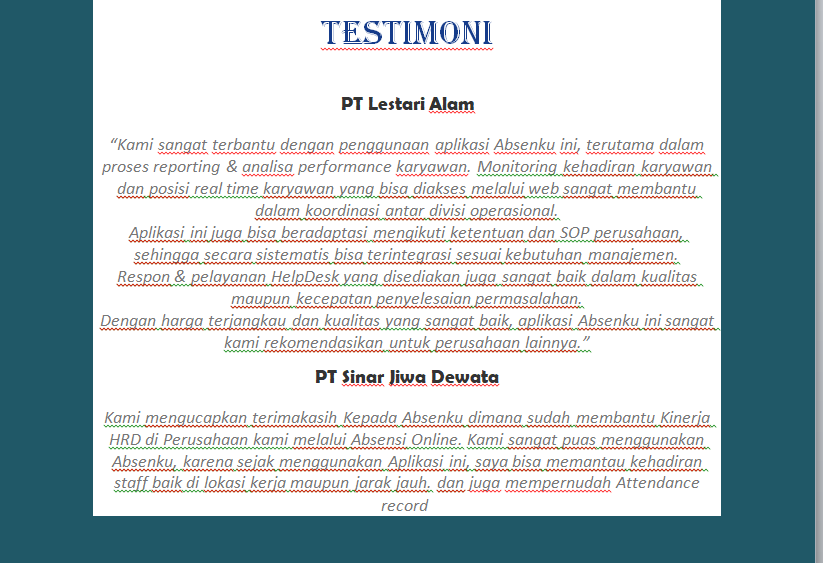 TESTIMONI
PT Lestari Alam
“Kami sangat terbantu dengan penggunaan aplikasi Absenku ini, terutama dalam
proses reporting & analisa performance karyawan. Monitoring kehadiran karyawan
dan posisi real time karyawan yang bisa diakses melalui web sangat membantu
dalam koordinasi antar divisi operasional.
Aplikasi ini juga bisa beradaptasi mengikuti ketentuan dan SOP perusahaan,
sehingga secara sistematis bisa terintegrasi sesuai kebutuhan manajemen.
Respon & pelayanan HelpDesk yang disediakan juga sangat baik dalam kualitas
maupun kecepatan penyelesaian permasalahan.
Dengan harga terjangkau dan kualitas yang sangat baik, aplikasi Absenku ini sangat
kami rekomendasikan untuk perusahaan lainnya.”
PT Sinar Jiwa Dewata
Kami mengucapkan terimakasih Kepada Absenku dimana sudah membantu Kinerja
HRD di Perusahaan kami melalui Absensi Online. Kami sangat puas menggunakan
Absenku, karena sejak menggunakan Aplikasi ini, saya bisa memantau kehadiran
staff baik di lokasi kerja maupun jarak jauh. dan juga mempernudah Attendance
record